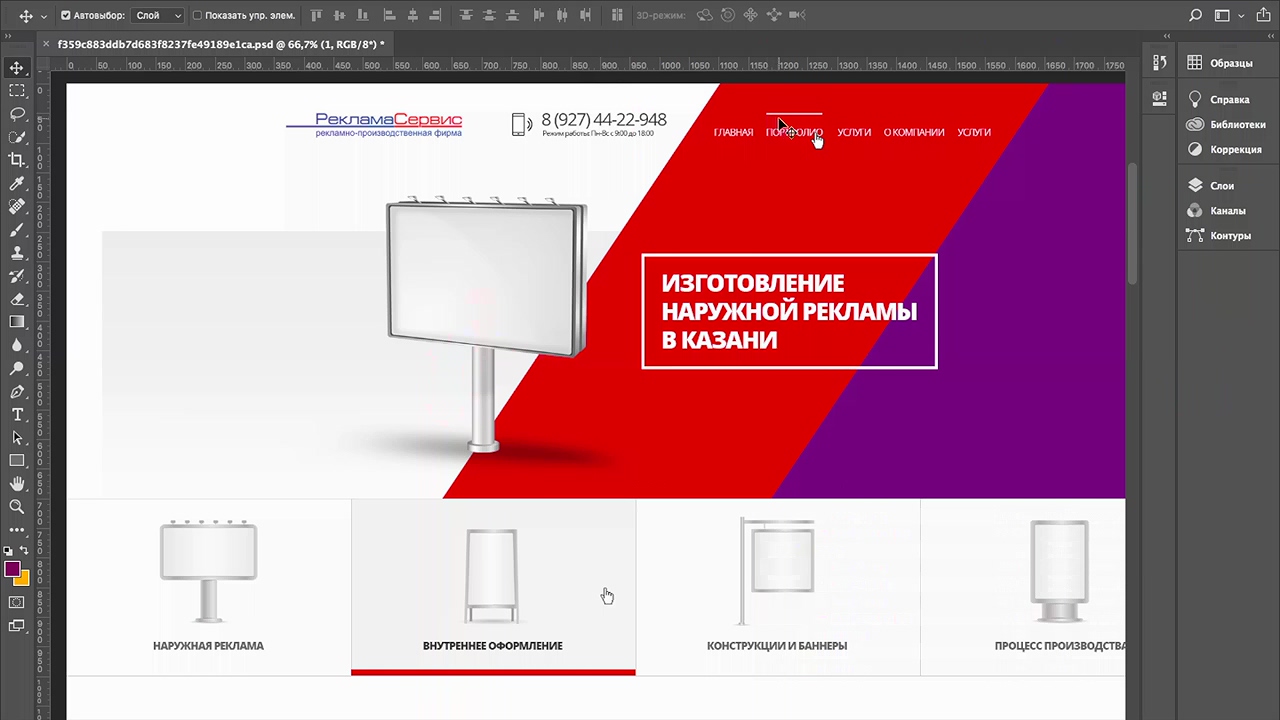 Автовыбор: Слой Показать упр. элем. 3D-режим:
f359c883ddb7d683f8237fe49189e1ca.psd @ 66,7% (1, RGB/8*) *
0 50 100 150 200 250 300 350 400 450 500 550 600 650 700 750 800 850 900 950 1000 1050 1100 1150 1200 1250 1300 1350 1400 1450 1500 1550 1600 1650 1700 1750
Образцы
Справка
Библиотеки
Коррекция
Слои
Каналы
Контуры
РекламаСервис
рекламно-производственная фирма
8 (927) 44-22-948
Режим работы: Пн-Вс с 9:00 до 18:00
ГЛАВНАЯ ПОРТФОЛИО УСЛУГИ О КОМПАНИИ УСЛУГИ
ИЗГОТОВЛЕНИЕ
НАРУЖНОЙ РЕКЛАМЫ
В КАЗАНИ
НАРУЖНАЯ РЕКЛАМА
ВНУТРЕННЕЕ ОФОРМЛЕНИЕ
КОНСТРУКЦИИ И БАННЕРЫ
ПРОЦЕСС ПРОИЗВОДСТВА